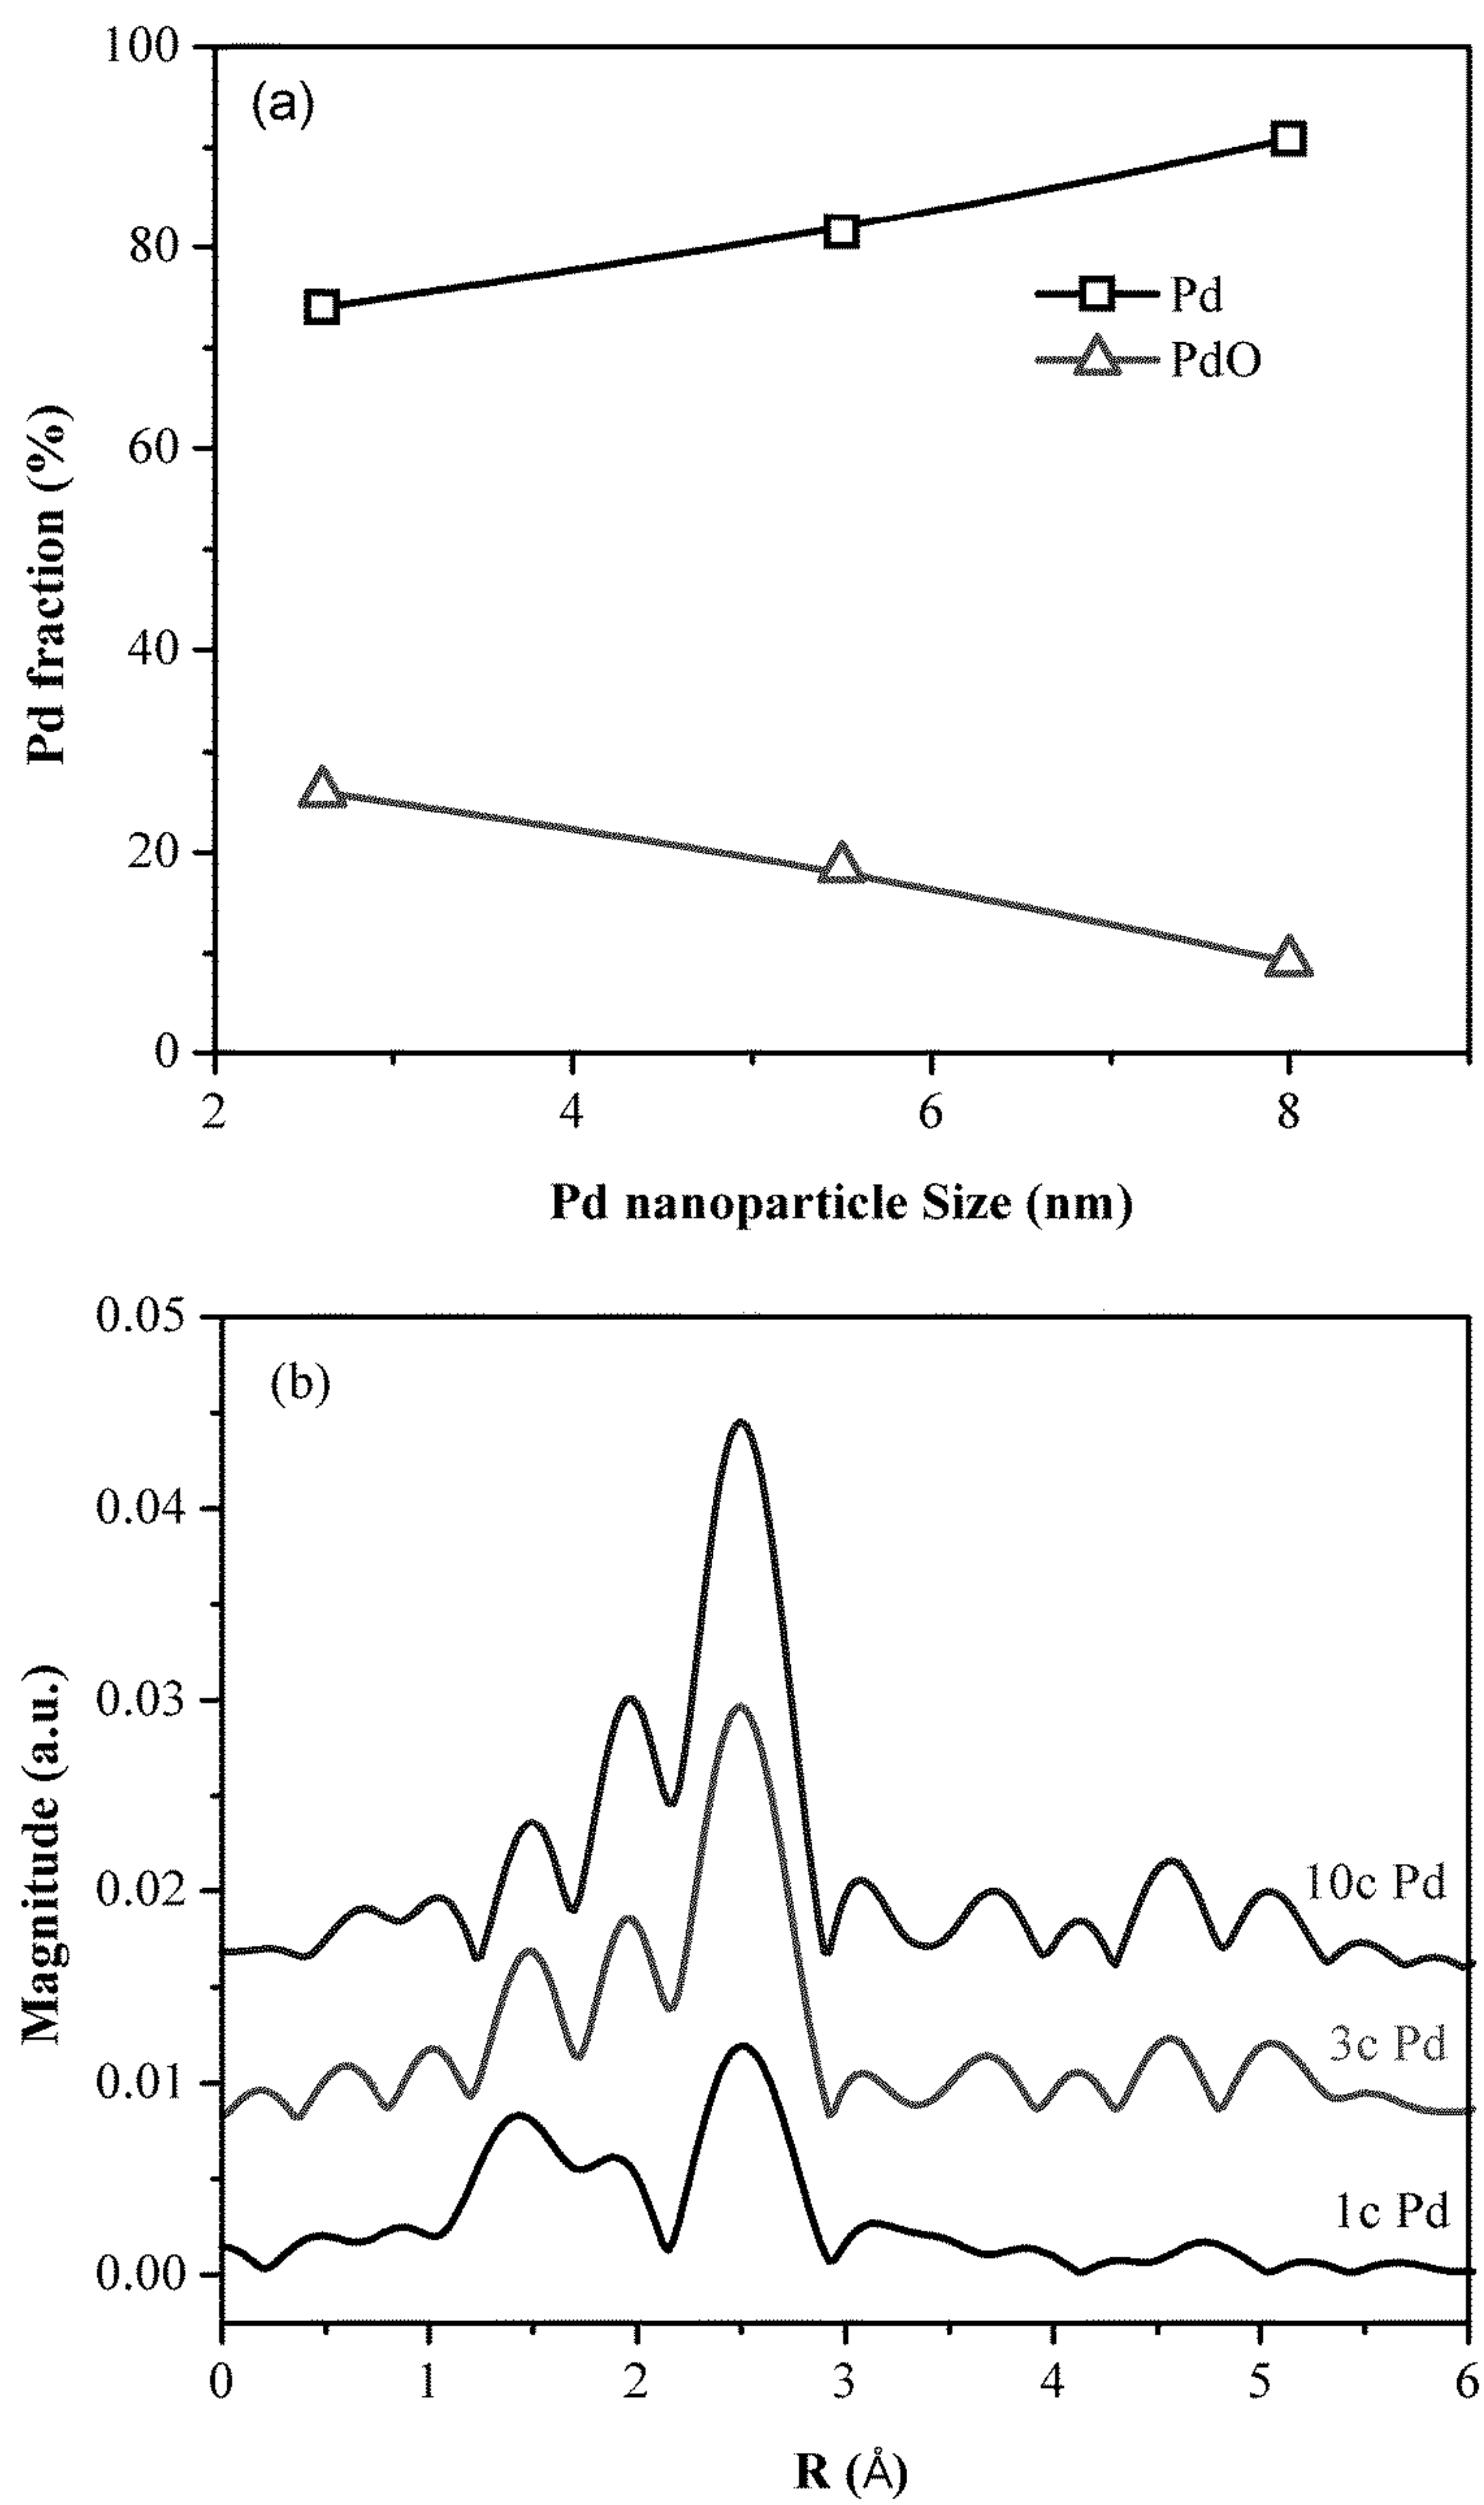 100
(a)
80
Pd
PdO
60
Pd fraction (%)
40
20
0
2 4 6 8
Pd nanoparticle Size (nm)
0.05
(b)
0.04
0.03
Magnitude (a.u.)
0.02
10c Pd
3c Pd
0.01
1c Pd
0.00
0 1 2 3 4 5 6
R (Å)